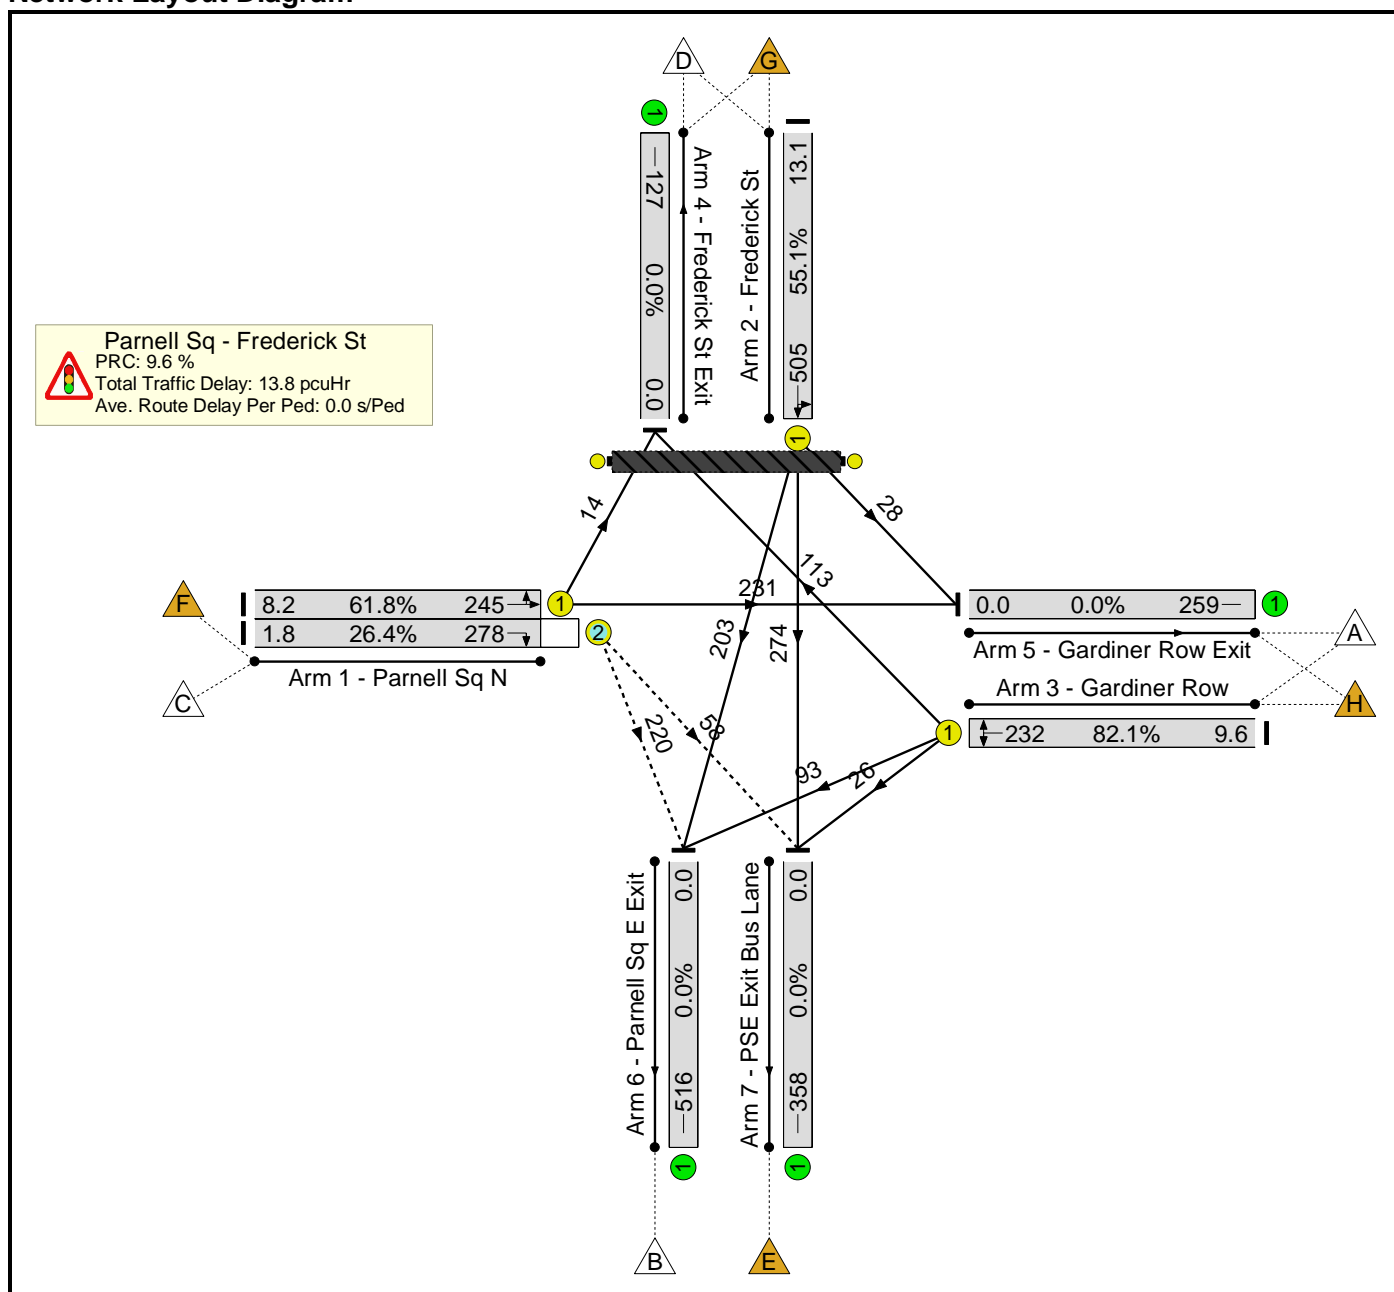 Network Layout Diagram
D
G
1
127
0.0%
0.0
Arm 4 - Frederick St Exit
Arm 2 - Frederick St
13.1
55.1%
505
1
Parnell Sq - Frederick St
PRC: 9.6 %
Total Traffic Delay: 13.8 pcuHr
Ave. Route Delay Per Ped: 0.0 s/Ped
14
28
113
231
203
274
F
8.2 61.8% 245
1
1.8 26.4% 278
2
Arm 1 - Parnell Sq N
C
0.0 0.0% 259
1
A
Arm 5 - Gardiner Row Exit
Arm 3 - Gardiner Row
H
1
232 82.1% 9.6
220
58
93
26
Arm 6 - Parnell Sq E Exit
0.0
0.0%
516
1
Arm 7 - PSE Exit Bus Lane
0.0
0.0%
358
1
B
E